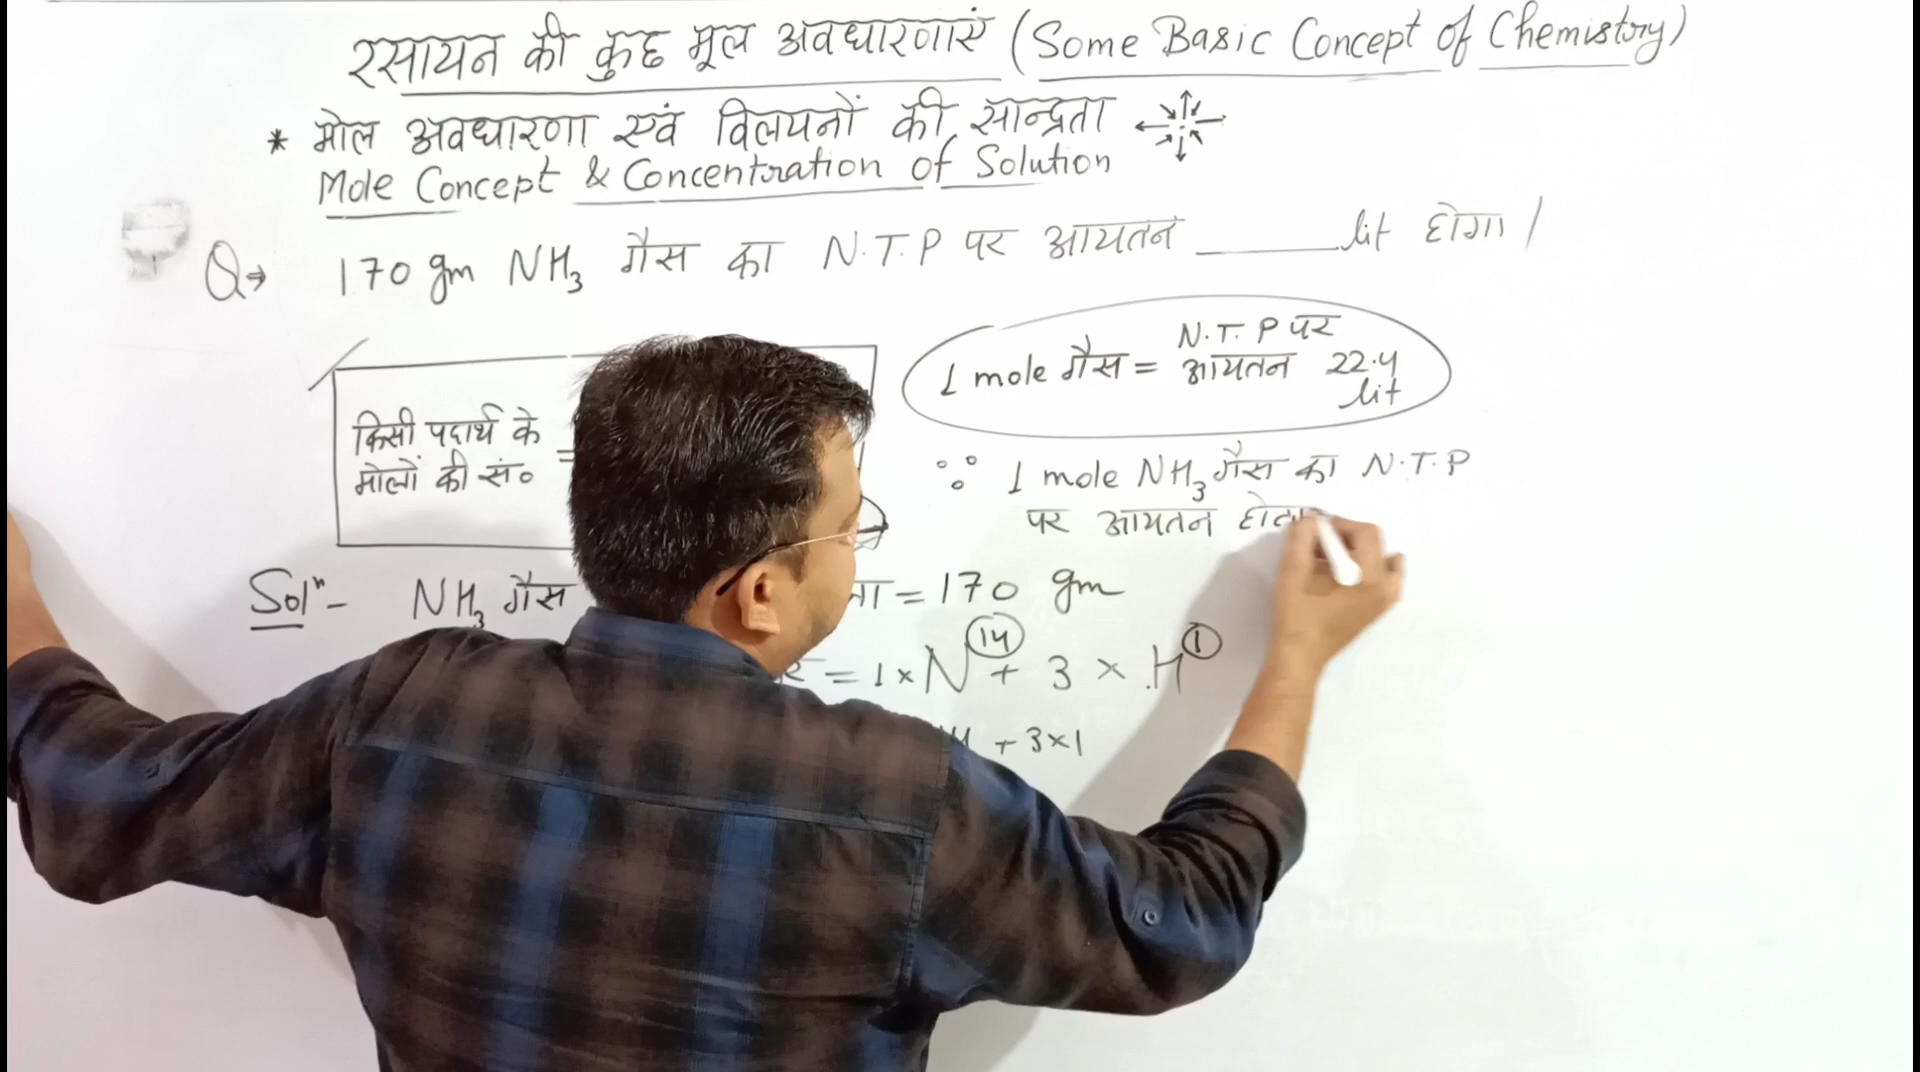 रसायन की कुछ मूल अवधारणाएं (Some Basic Concept of Chemistry)
* मोल अवधारणा एवं विलयनों की सान्द्रता
Mole Concept & Concentration of Solution
Q→ 170 gm NH₃ गैस का N.T.P पर आयतन ______ lit होगा।
1 mole गैस = N.T.P पर
आयतन 22.4
lit
किसी पदार्थ के
मोलों की सं०
=
∵ 1 mole NH₃ गैस का N.T.P
पर आयतन
Solⁿ- NH₃ गैस = 170 gm
= 1 × N⑭ + 3 × H①
+ 3×1